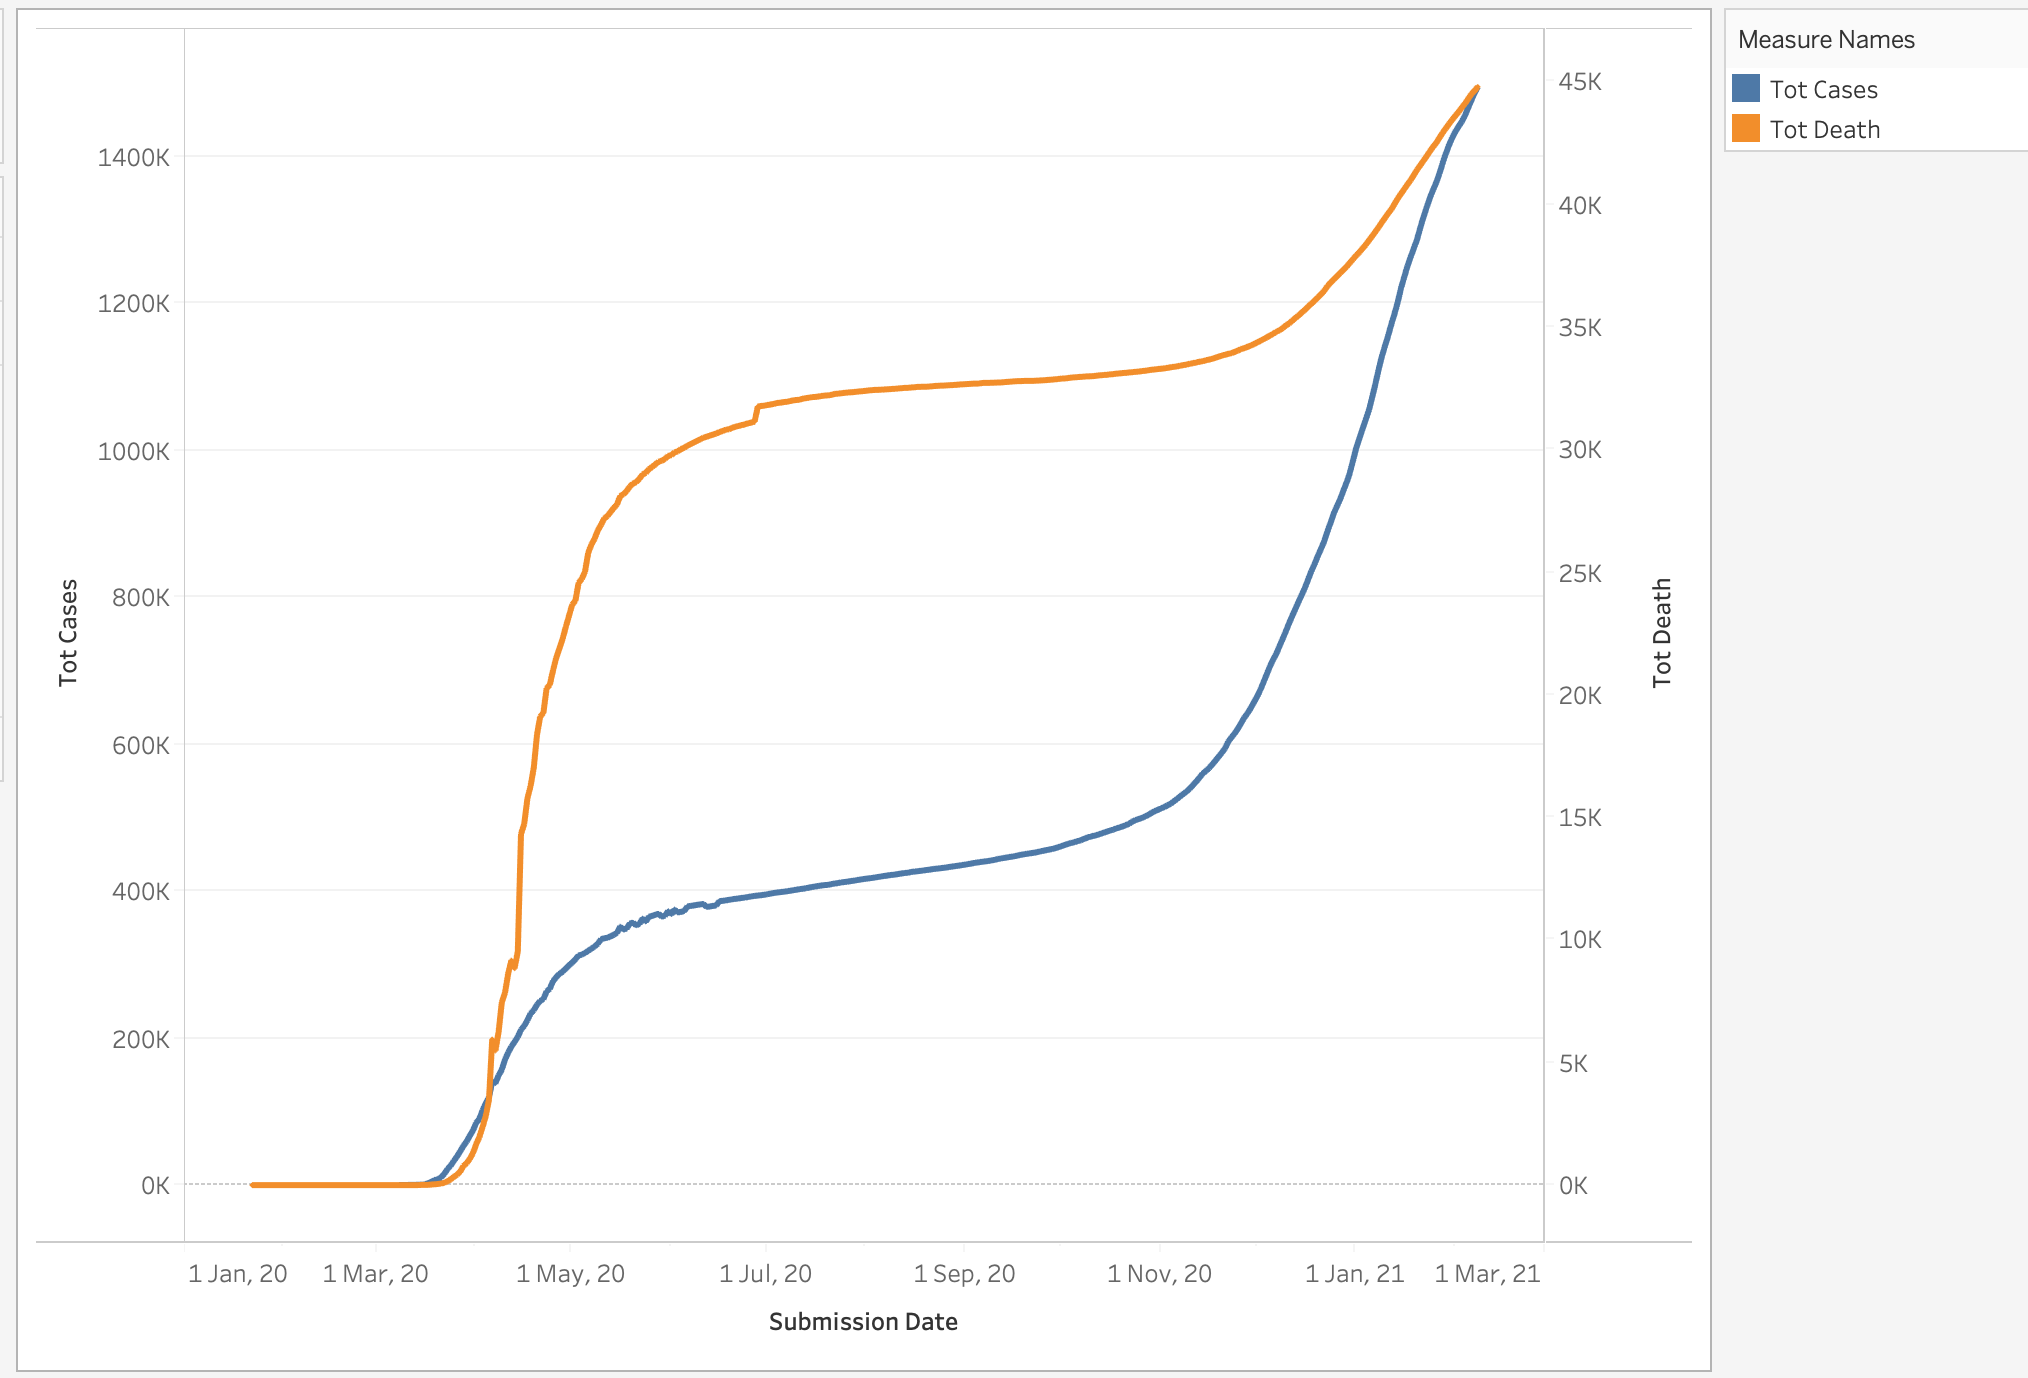 Measure Names
Tot Cases
Tot Death
1400K
1200K
1000K
800K
600K
400K
200K
0K
Tot Cases
45K
40K
35K
30K
25K
20K
15K
10K
5K
0K
Tot Death
1 Jan, 20 1 Mar, 20 1 May, 20 1 Jul, 20 1 Sep, 20 1 Nov, 20 1 Jan, 21 1 Mar, 21
Submission Date